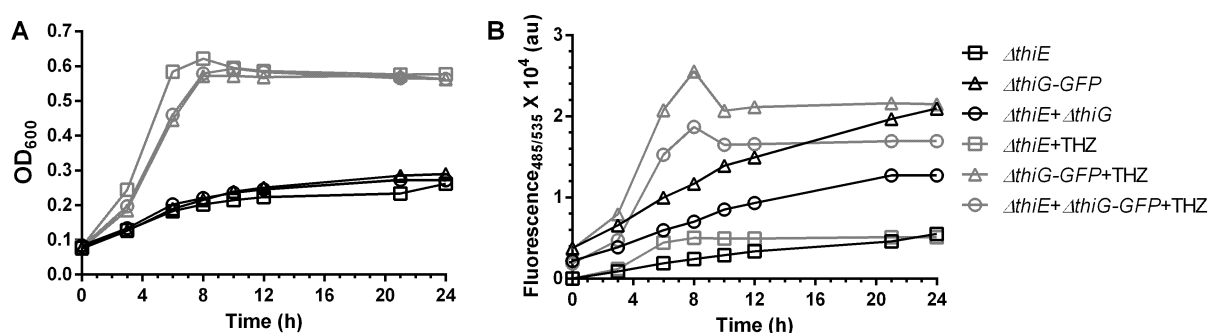 A
OD600
0.7
0.6
0.5
0.4
0.3
0.2
0.1
0.0
0 4 8 12 16 20 24
Time (h)
B
Fluorescence485/535 X 10^4 (au)
3
2
1
0
0 4 8 12 16 20 24
Time (h)
ΔthiE
ΔthiG-GFP
ΔthiE+ΔthiG
ΔthiE+THZ
ΔthiG-GFP+THZ
ΔthiE+ΔthiG-GFP+THZ